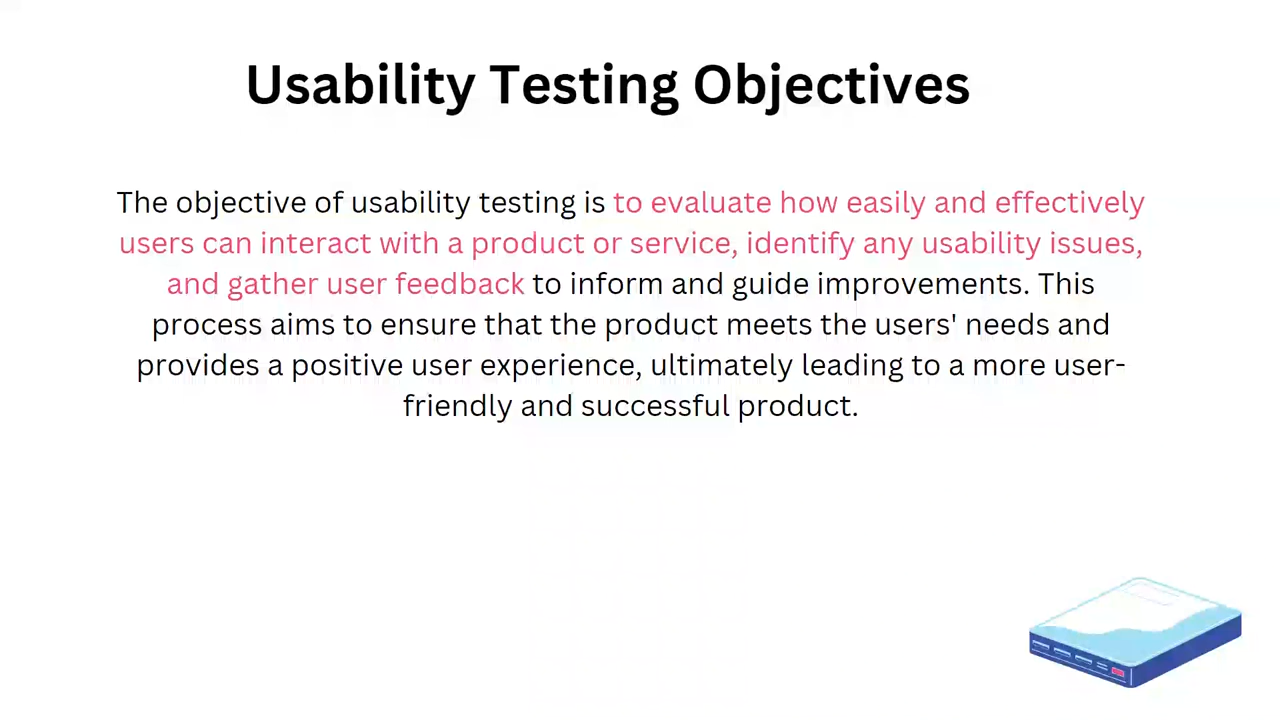 Usability Testing Objectives
The objective of usability testing is to evaluate how easily and effectively
users can interact with a product or service, identify any usability issues,
and gather user feedback to inform and guide improvements. This
process aims to ensure that the product meets the users' needs and
provides a positive user experience, ultimately leading to a more user-
friendly and successful product.